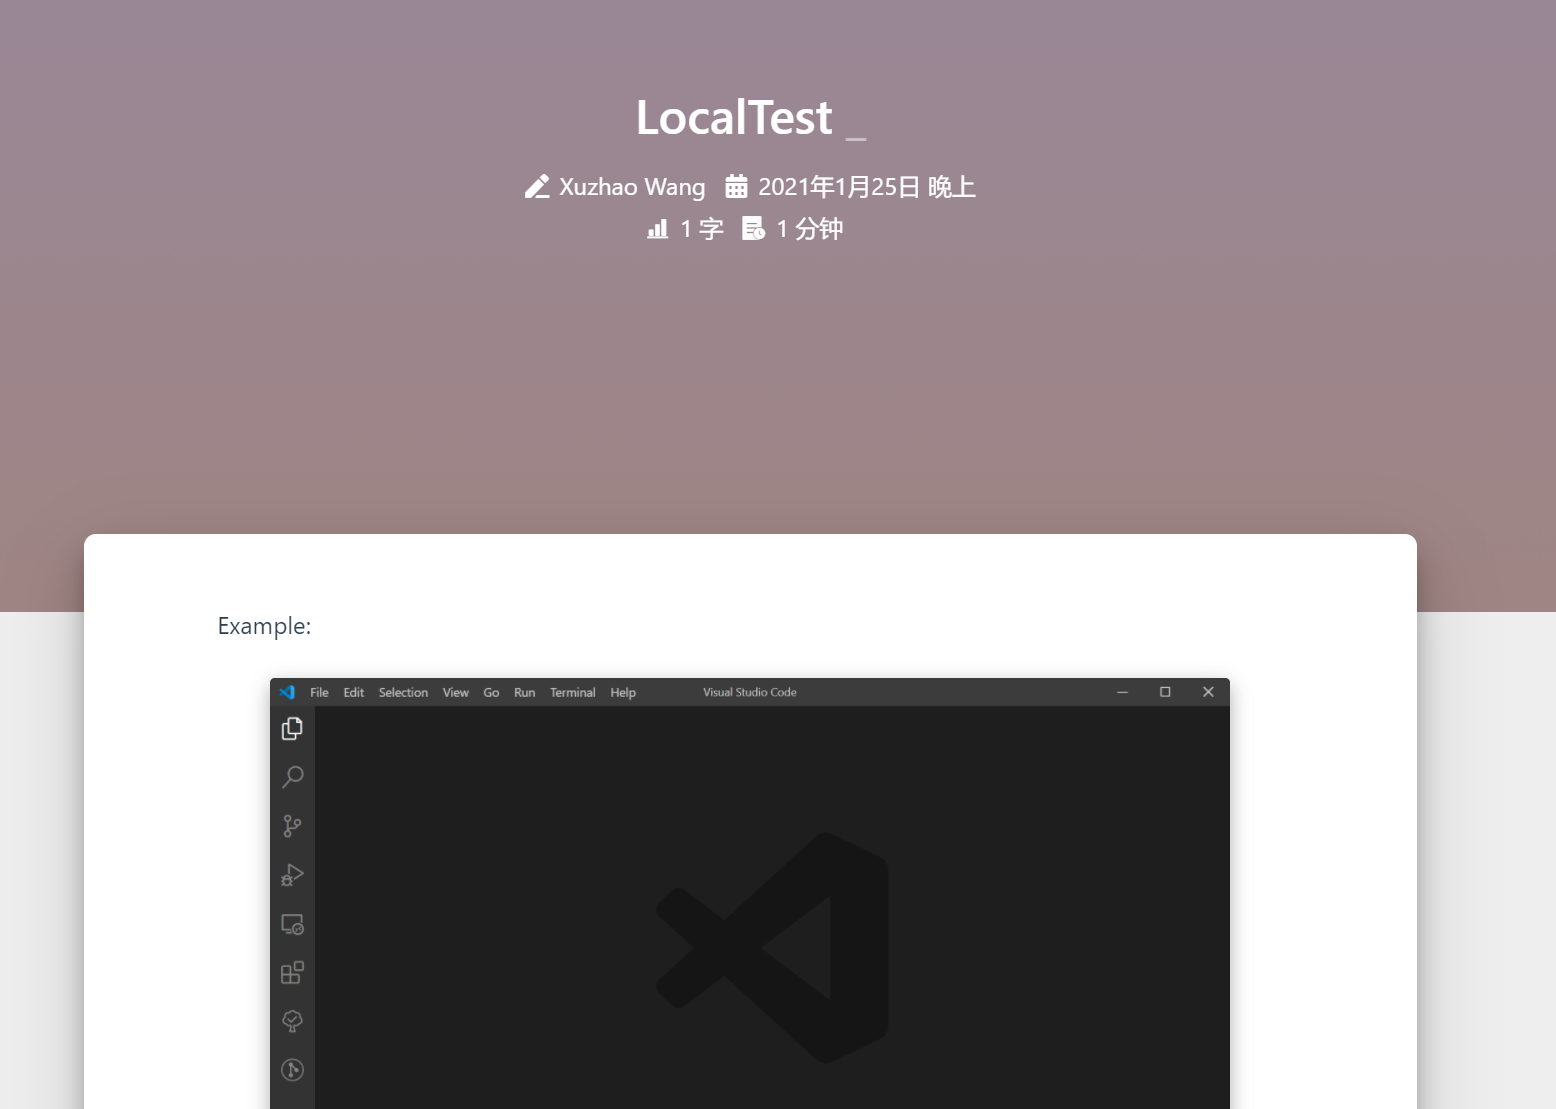 LocalTest _
Xuzhao Wang 2021年1月25日 晚上
1 字 1 分钟
Example:
File Edit Selection View Go Run Terminal Help Visual Studio Code